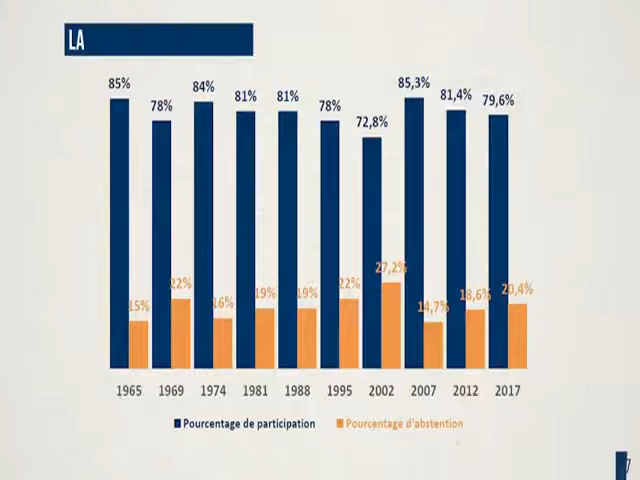 LA
85% 78% 84% 81% 81% 78% 72,8% 85,3% 81,4% 79,6%
15% 22% 16% 19% 19% 22% 27,2% 14,7% 18,6% 20,4%
1965 1969 1974 1981 1988 1995 2002 2007 2012 2017
Pourcentage de participation Pourcentage d'abstention
7